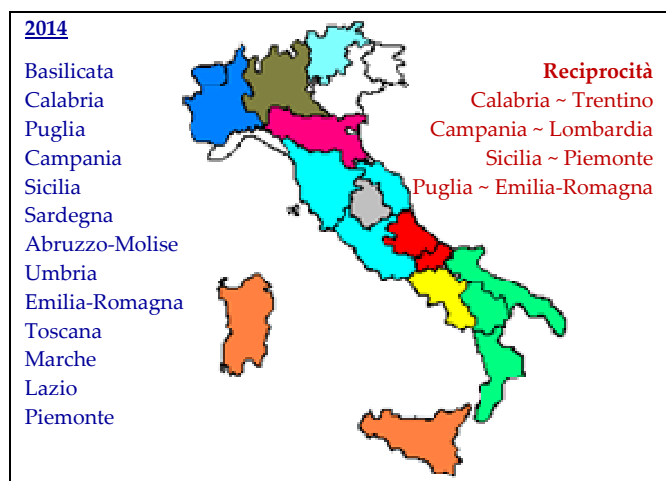 2014
Basilicata
Calabria
Puglia
Campania
Sicilia
Sardegna
Abruzzo-Molise
Umbria
Emilia-Romagna
Toscana
Marche
Lazio
Piemonte
Reciprocità
Calabria ~ Trentino
Campania ~ Lombardia
Sicilia ~ Piemonte
Puglia ~ Emilia-Romagna